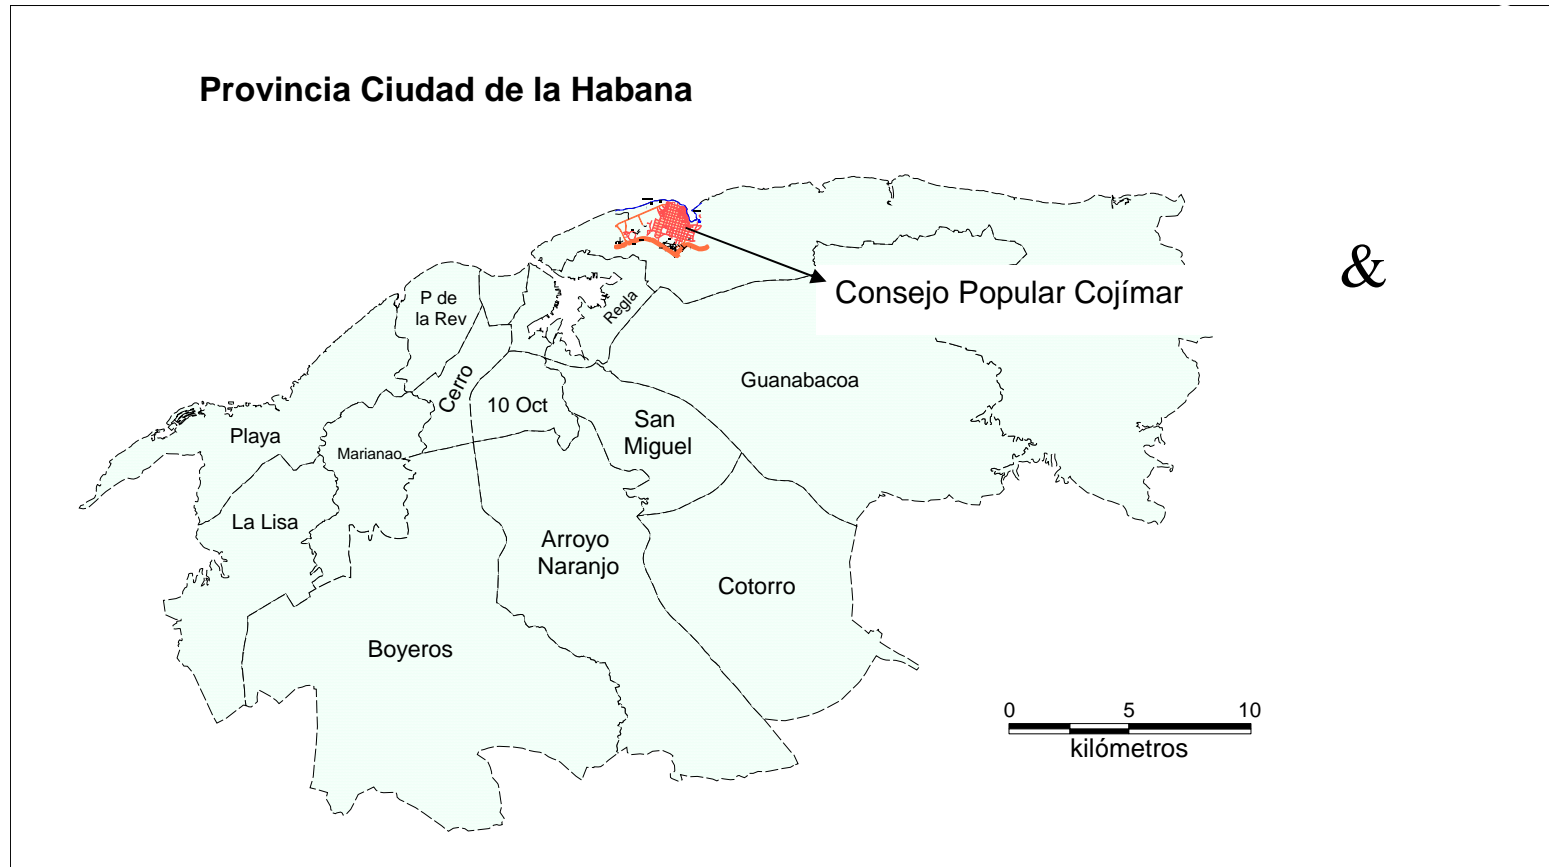 Provincia Ciudad de la Habana
&
Consejo Popular Cojímar
P de
la Rev
Regla
Cerro
10 Oct
Guanabacoa
San
Miguel
Playa
Marianao
La Lisa
Arroyo
Naranjo
Cotorro
Boyeros
0 5 10
kilómetros